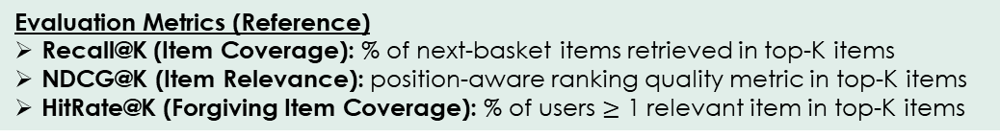 Evaluation Metrics (Reference)
➢ Recall@K (Item Coverage): % of next-basket items retrieved in top-K items
➢ NDCG@K (Item Relevance): position-aware ranking quality metric in top-K items
➢ HitRate@K (Forgiving Item Coverage): % of users ≥ 1 relevant item in top-K items